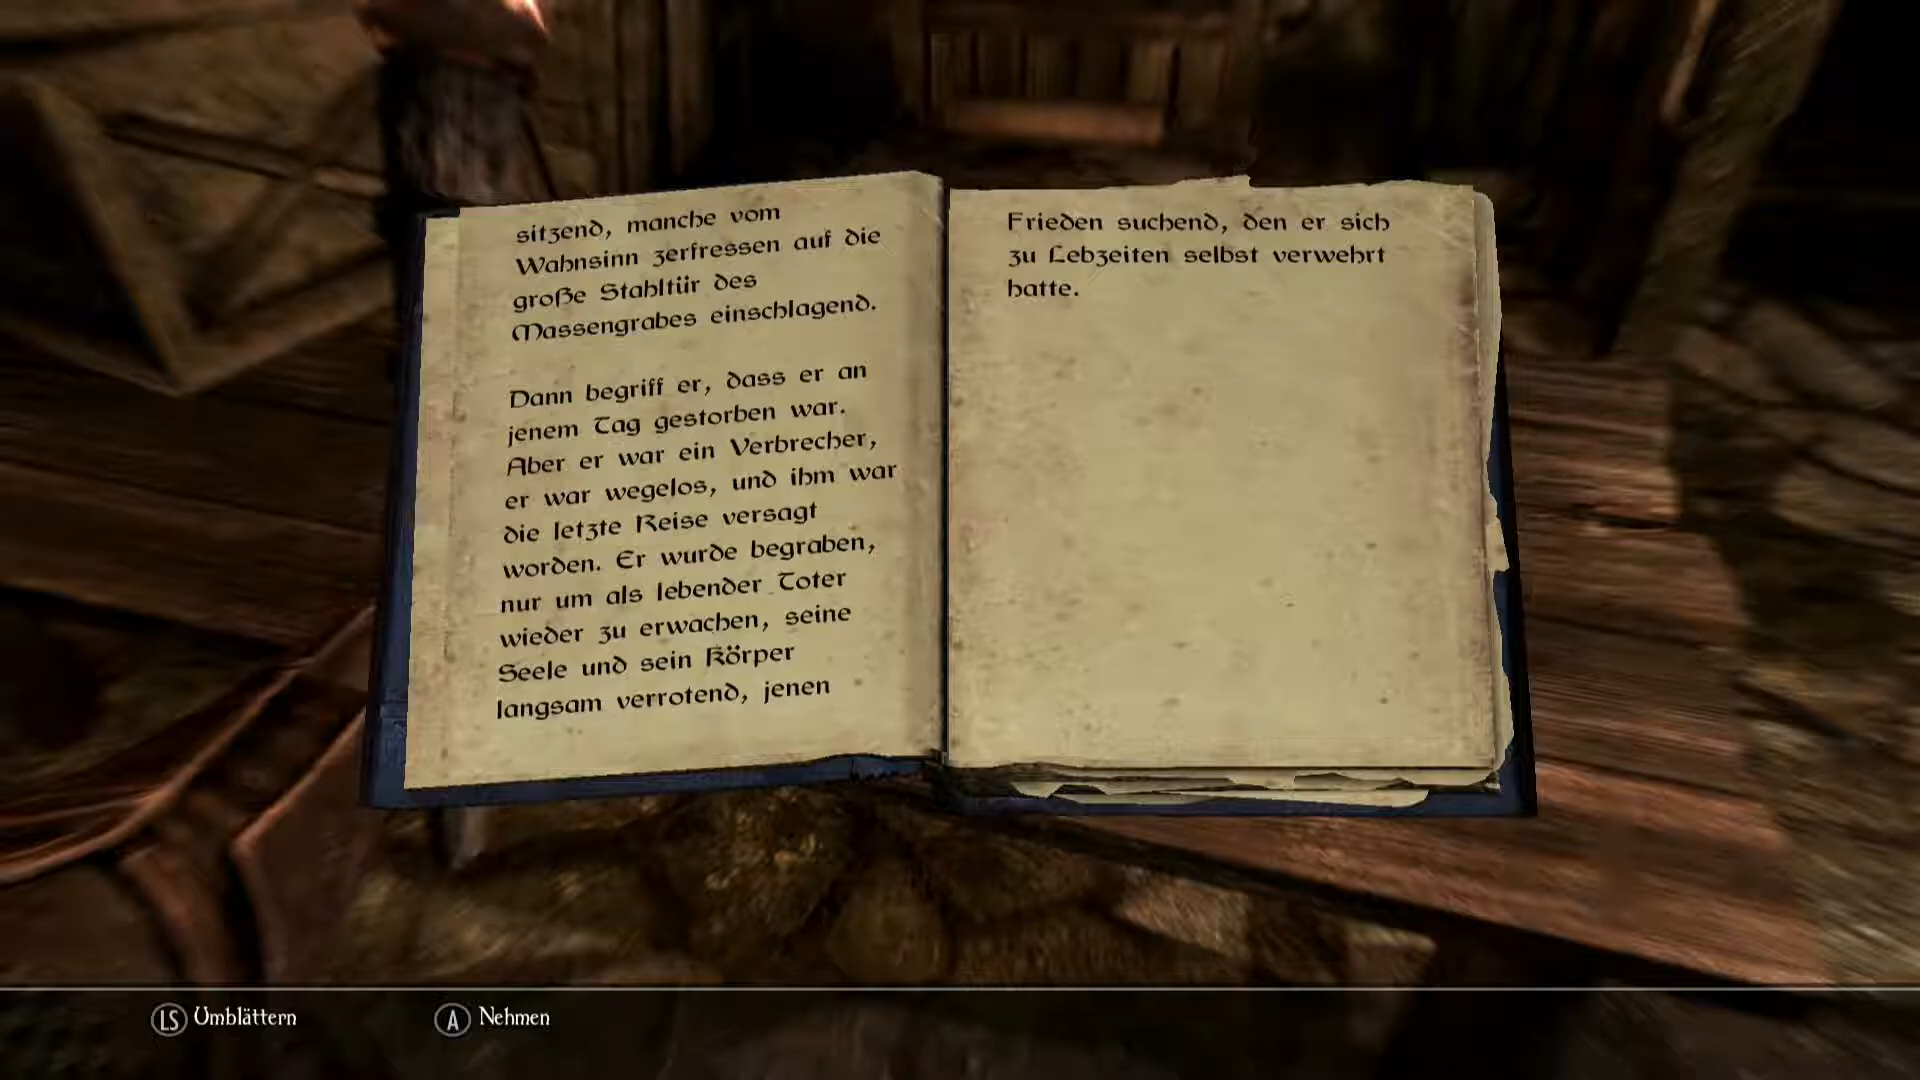 sitzend, manche vom
Wahnsinn zerfressen auf die
große Stahltür des
Massengrabes einschlagend.
Dann begriff er, dass er an
jenem Tag gestorben war.
Aber er war ein Verbrecher,
er war wegelos, und ihm war
die letzte Reise versagt
worden. Er wurde begraben,
nur um als lebender Toter
wieder zu erwachen, seine
Seele und sein Körper
langsam verrotend, jenen
Frieden suchend, den er sich
zu Lebzeiten selbst verwehrt
hatte.
LS Umblättern
A Nehmen